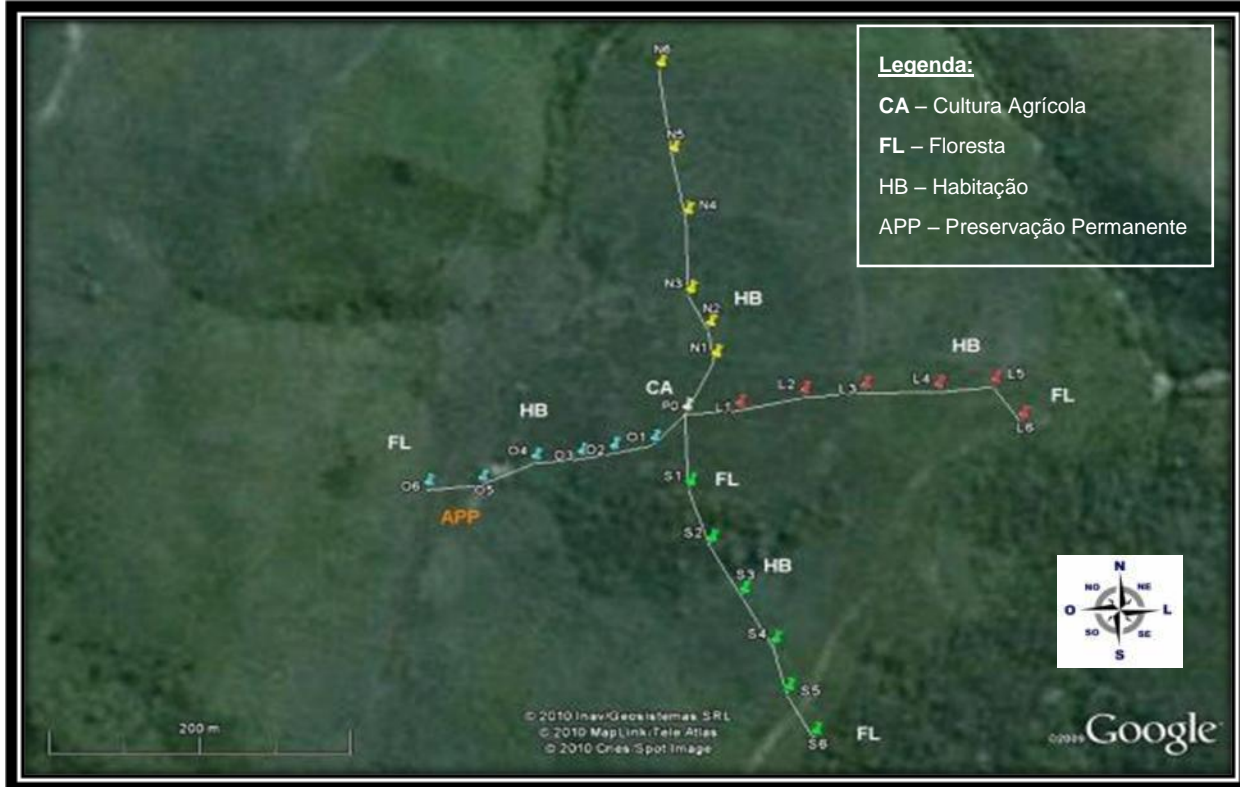 Legenda:
CA – Cultura Agrícola
FL – Floresta
HB – Habitação
APP – Preservação Permanente
N6
N5
N4
N3
HB
N2
N1
HB
L5
CA
L4
L2
L3
FL
P0
L1
L6
HB
O1
FL
O4
O3
O2
O6
O5
S1
FL
APP
S2
HB
S3
N
NO
NE
O
L
SO
SE
S
S4
S5
S6
FL
200 m
© 2010 Inav/Geosistemas SRL
© 2010 MapLink/Tele Atlas
© 2010 Cnes/Spot Image
©2009 Google